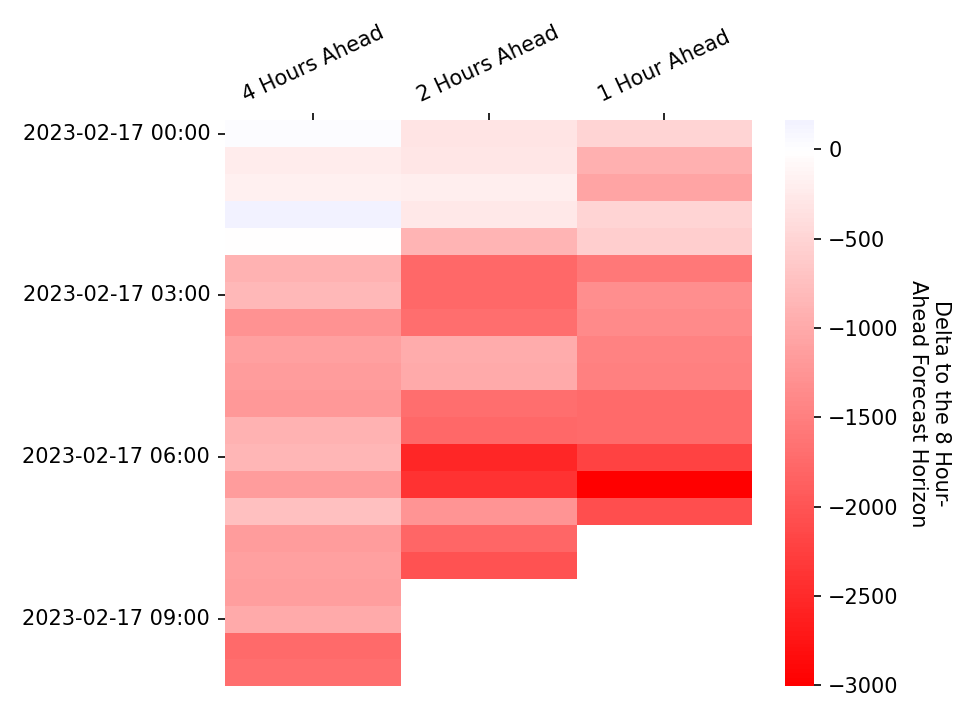 4 Hours Ahead
2 Hours Ahead
1 Hour Ahead
2023-02-17 00:00
2023-02-17 03:00
2023-02-17 06:00
2023-02-17 09:00
0
−500
−1000
−1500
−2000
−2500
−3000
Delta to the 8 Hour-
Ahead Forecast Horizon